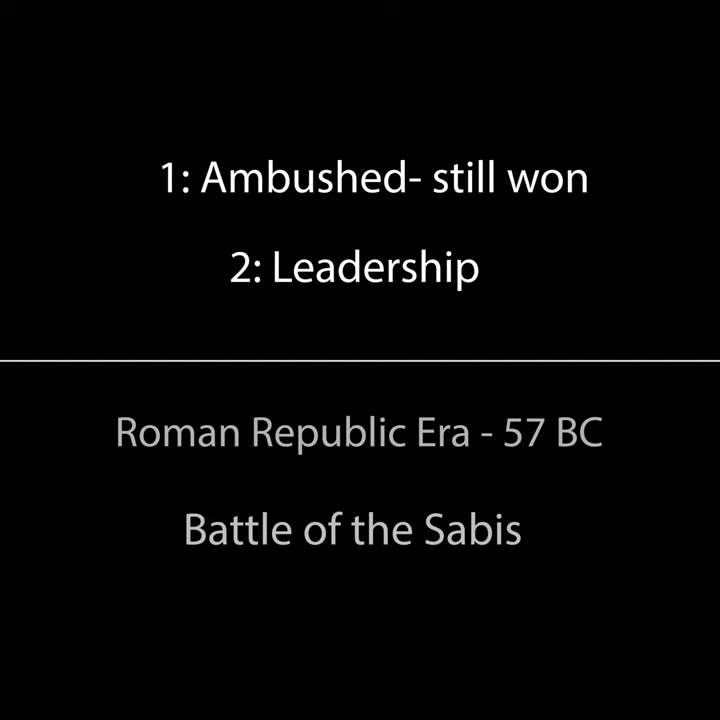 1: Ambushed- still won
2: Leadership
Roman Republic Era - 57 BC
Battle of the Sabis